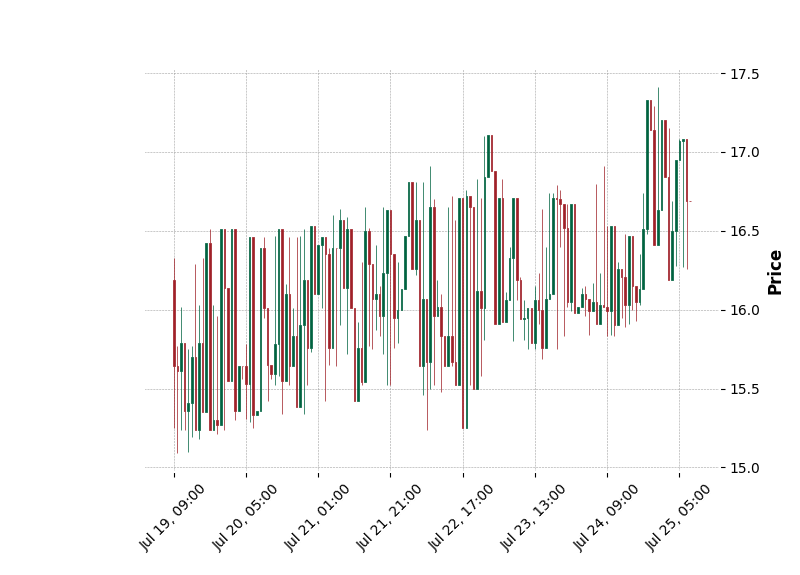 17.5
17.0
16.5
16.0
15.5
15.0
Price
Jul 19, 09:00
Jul 20, 05:00
Jul 21, 01:00
Jul 21, 21:00
Jul 22, 17:00
Jul 23, 13:00
Jul 24, 09:00
Jul 25, 05:00